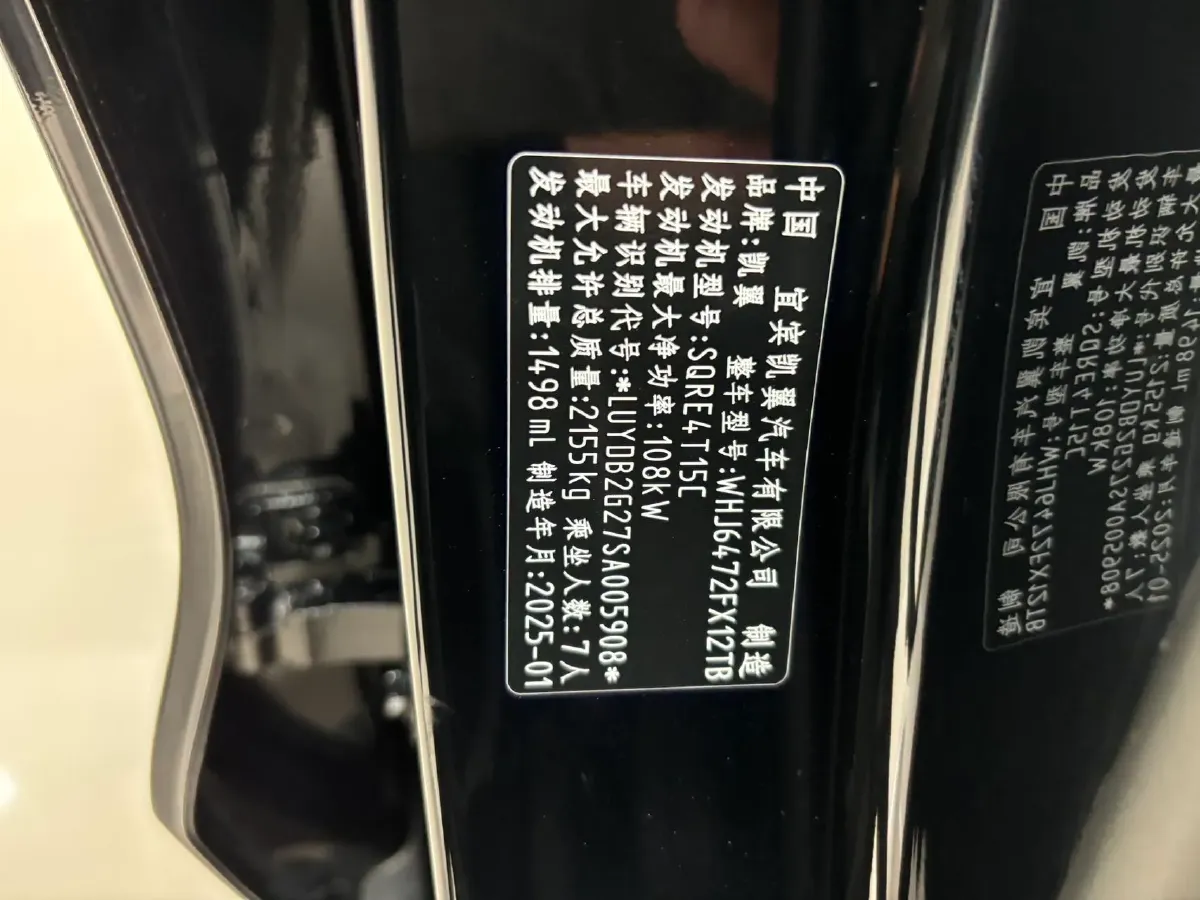 中国 宜宾凯翼汽车有限公司 制造
品牌:凯翼 整车型号:WHJ6472FX12TB
发动机型号:SQRE4T15C
发动机最大净功率:108kW
车辆识别代号:*LUYDB2G27SA005908*
最大允许总质量:2155kg 乘坐人数:7人
发动机排量:1498mL 制造年月:2025-01